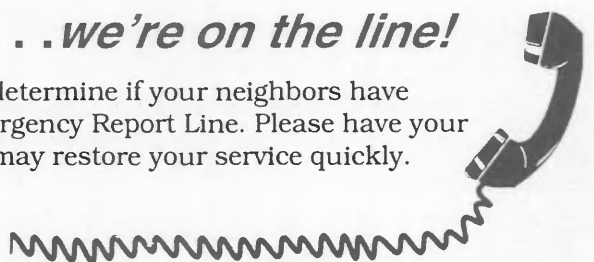 . . . we're on the line!
determine if your neighbors have
rgency Report Line. Please have your
may restore your service quickly.